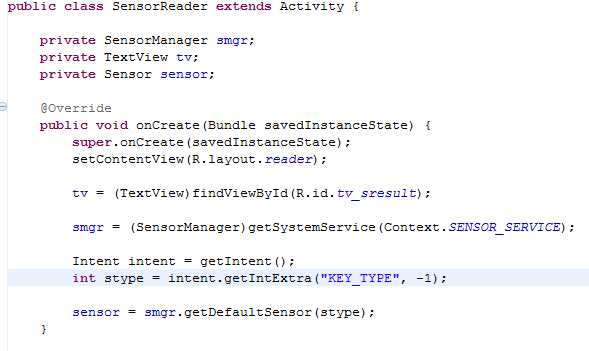 public class SensorReader extends Activity {
private SensorManager smgr;
private TextView tv;
private Sensor sensor;
@Override
public void onCreate(Bundle savedInstanceState) {
super.onCreate(savedInstanceState);
setContentView(R.layout.reader);
tv = (TextView)findViewById(R.id.tv_sresult);
smgr = (SensorManager)getSystemService(Context.SENSOR_SERVICE);
Intent intent = getIntent();
int stype = intent.getIntExtra("KEY_TYPE", -1);
sensor = smgr.getDefaultSensor(stype);
}